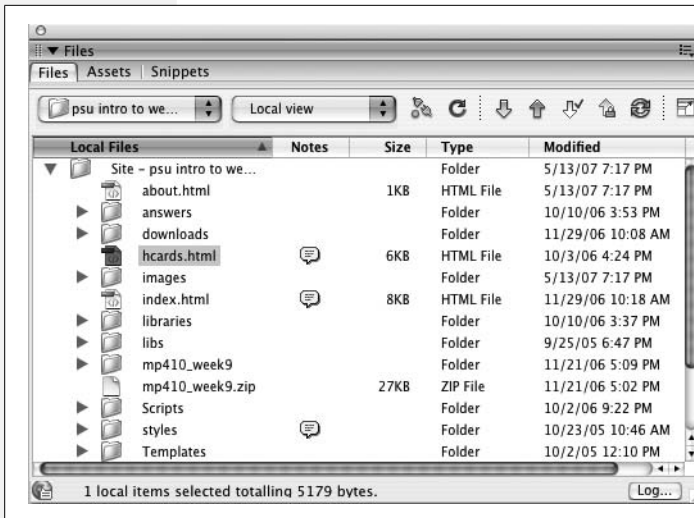 Files
Files Assets Snippets
psu intro to we... Local view
Local Files Notes Size Type Modified
Site – psu intro to we... Folder 5/13/07 7:17 PM
about.html 1KB HTML File 5/13/07 7:17 PM
answers Folder 10/10/06 3:53 PM
downloads Folder 11/29/06 10:08 AM
hcards.html 6KB HTML File 10/3/06 4:24 PM
images Folder 5/13/07 7:17 PM
index.html 8KB HTML File 11/29/06 10:18 AM
libraries Folder 10/10/06 3:37 PM
libs Folder 9/25/05 6:47 PM
mp410_week9 Folder 11/21/06 5:09 PM
mp410_week9.zip 27KB ZIP File 11/21/06 5:02 PM
Scripts Folder 10/2/06 9:22 PM
styles Folder 10/23/05 10:46 AM
Templates Folder 10/2/05 12:10 PM
1 local items selected totalling 5179 bytes. Log...